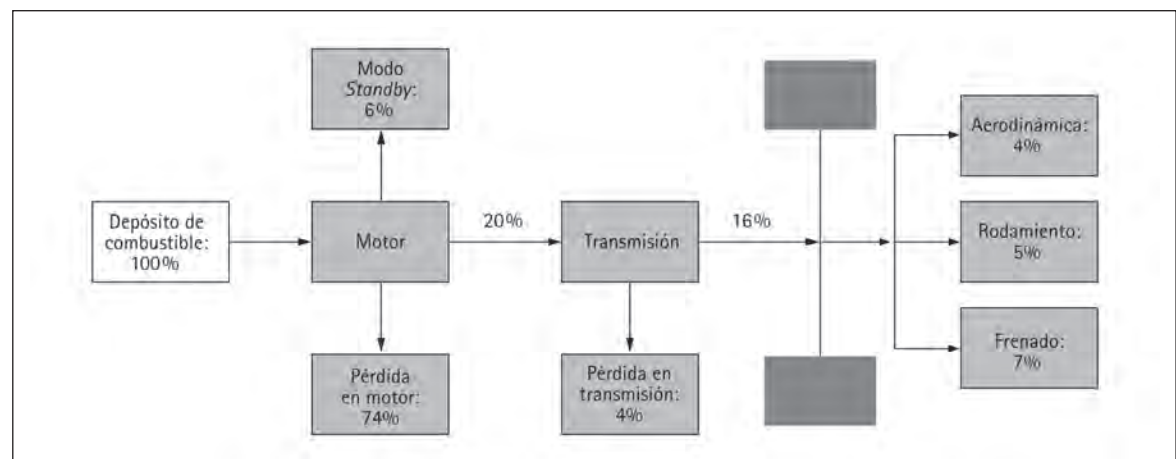 Modo
Standby:
6%
Depósito de
combustible:
100%
Motor
20%
Transmisión
16%
Aerodinámica:
4%
Rodamiento:
5%
Frenado:
7%
Pérdida
en motor:
74%
Pérdida en
transmisión:
4%